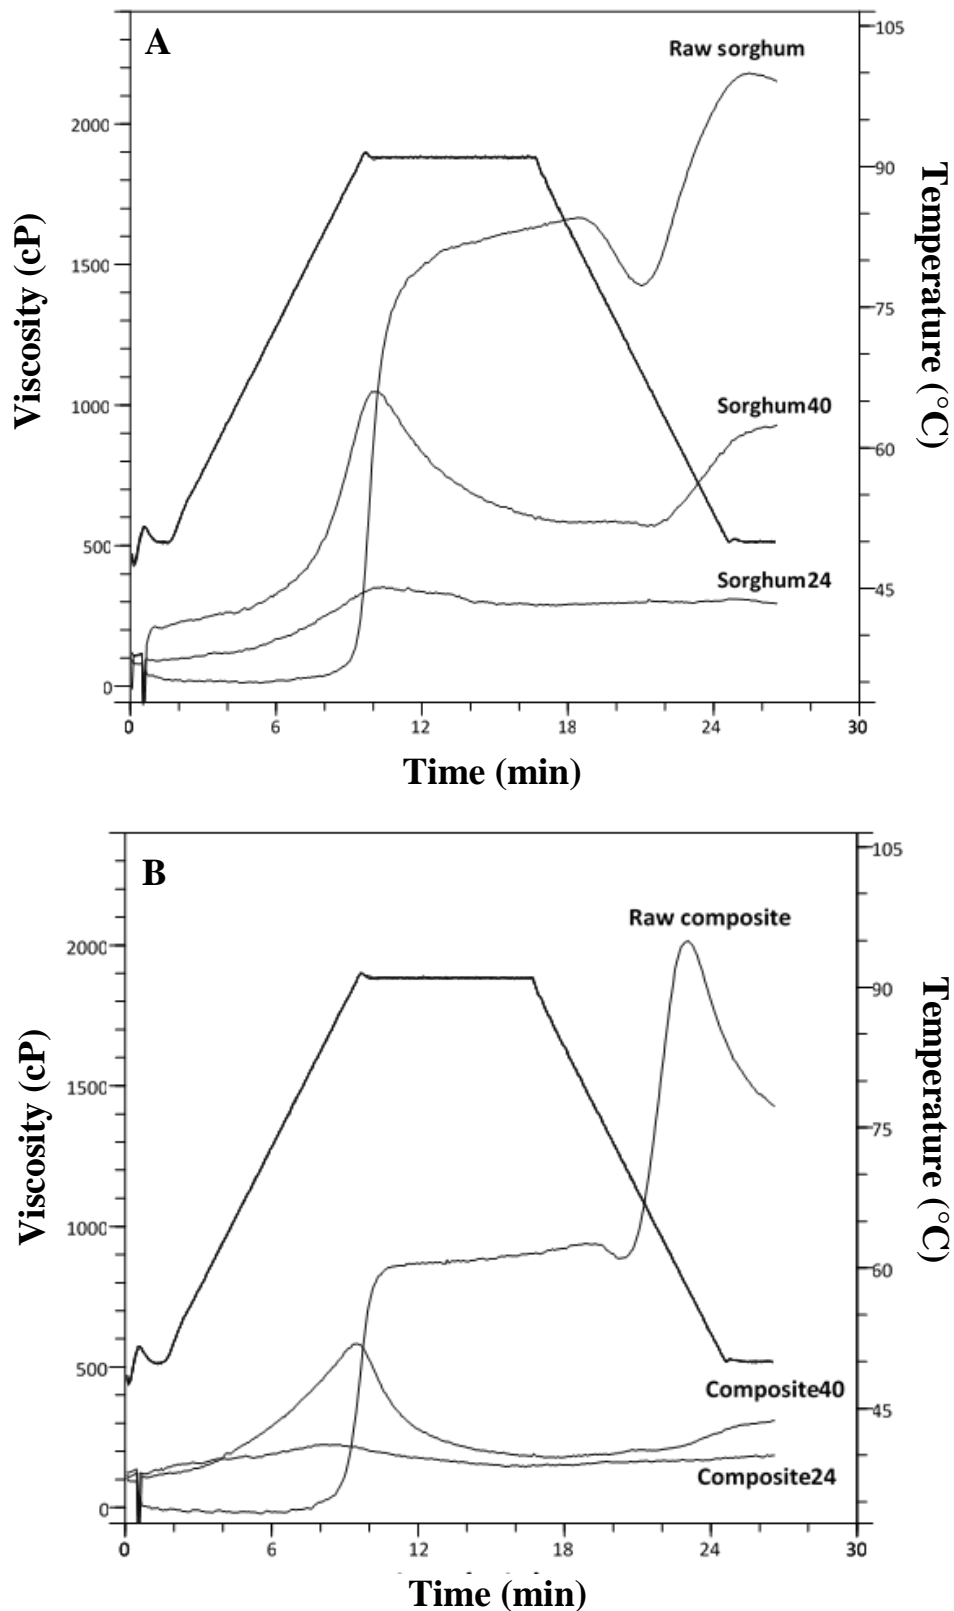 A
Raw sorghum
Sorghum40
Sorghum24
Viscosity (cP)
2000
1500
1000
500
0
Temperature (°C)
105
90
75
60
45
0 6 12 18 24 30
Time (min)
B
Raw composite
Composite40
Composite24
Viscosity (cP)
2000
1500
1000
500
0
Temperature (°C)
105
90
75
60
45
0 6 12 18 24 30
Time (min)